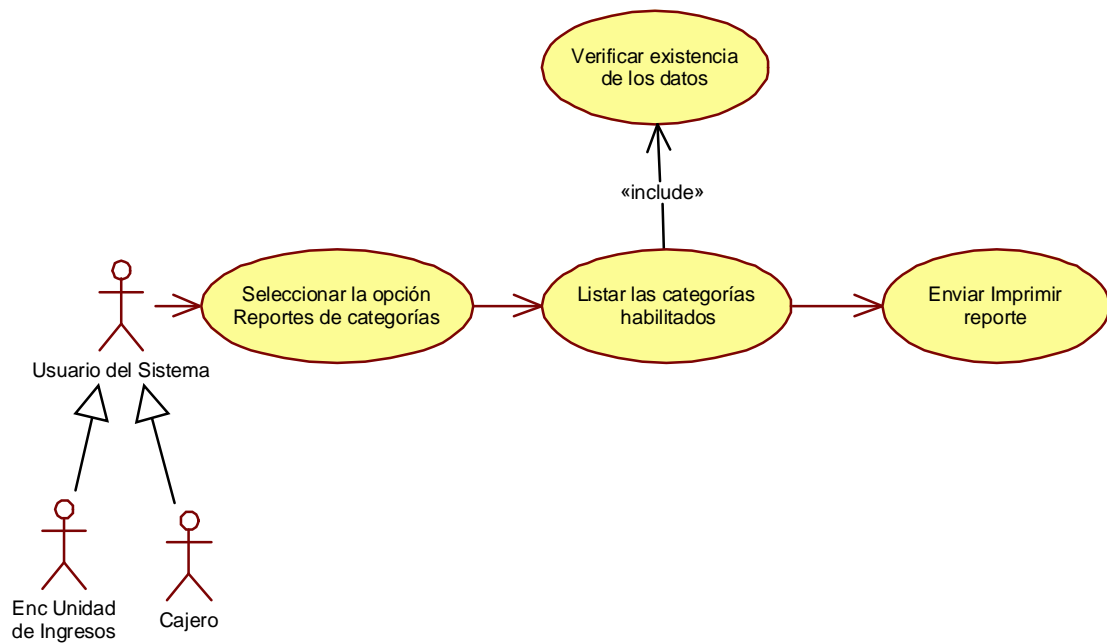 Verificar existencia
de los datos
«include»
Seleccionar la opción
Reportes de categorías
Listar las categorías
habilitados
Enviar Imprimir
reporte
Usuario del Sistema
Enc Unidad
de Ingresos
Cajero